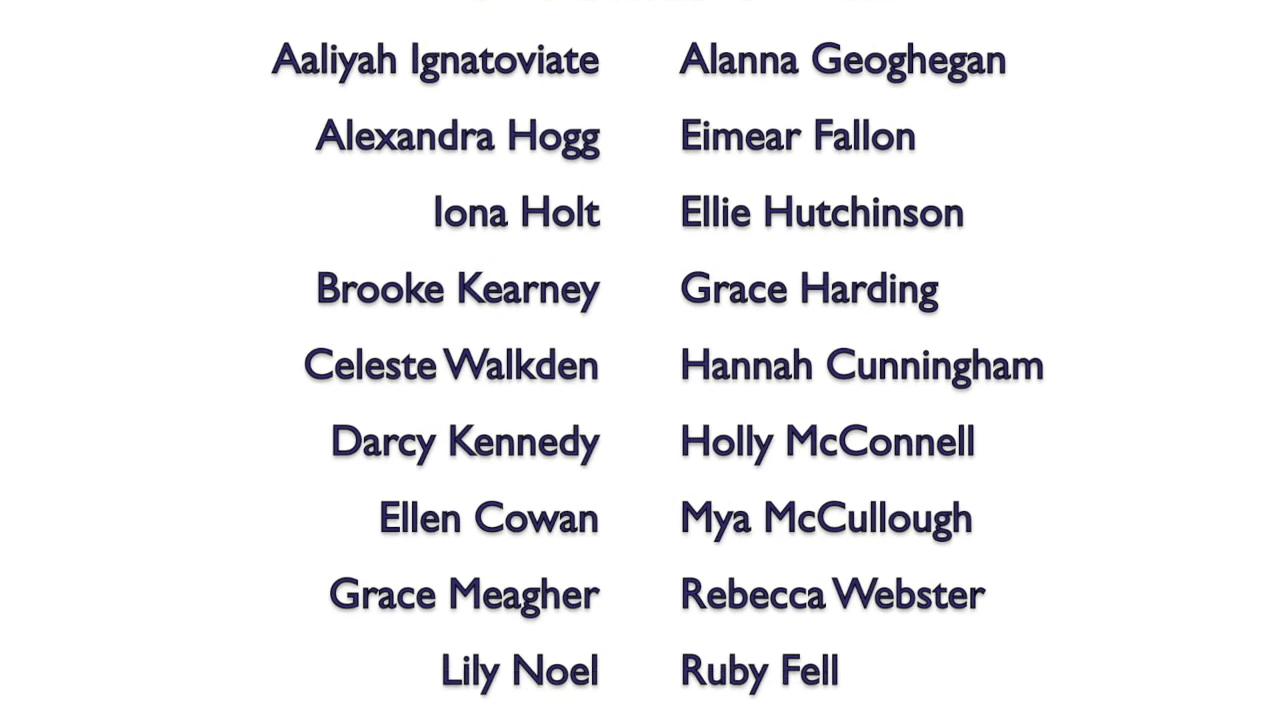 Aaliyah Ignatoviate Alanna Geoghegan
Alexandra Hogg Eimear Fallon
Iona Holt Ellie Hutchinson
Brooke Kearney Grace Harding
Celeste Walkden Hannah Cunningham
Darcy Kennedy Holly McConnell
Ellen Cowan Mya McCullough
Grace Meagher Rebecca Webster
Lily Noel Ruby Fell